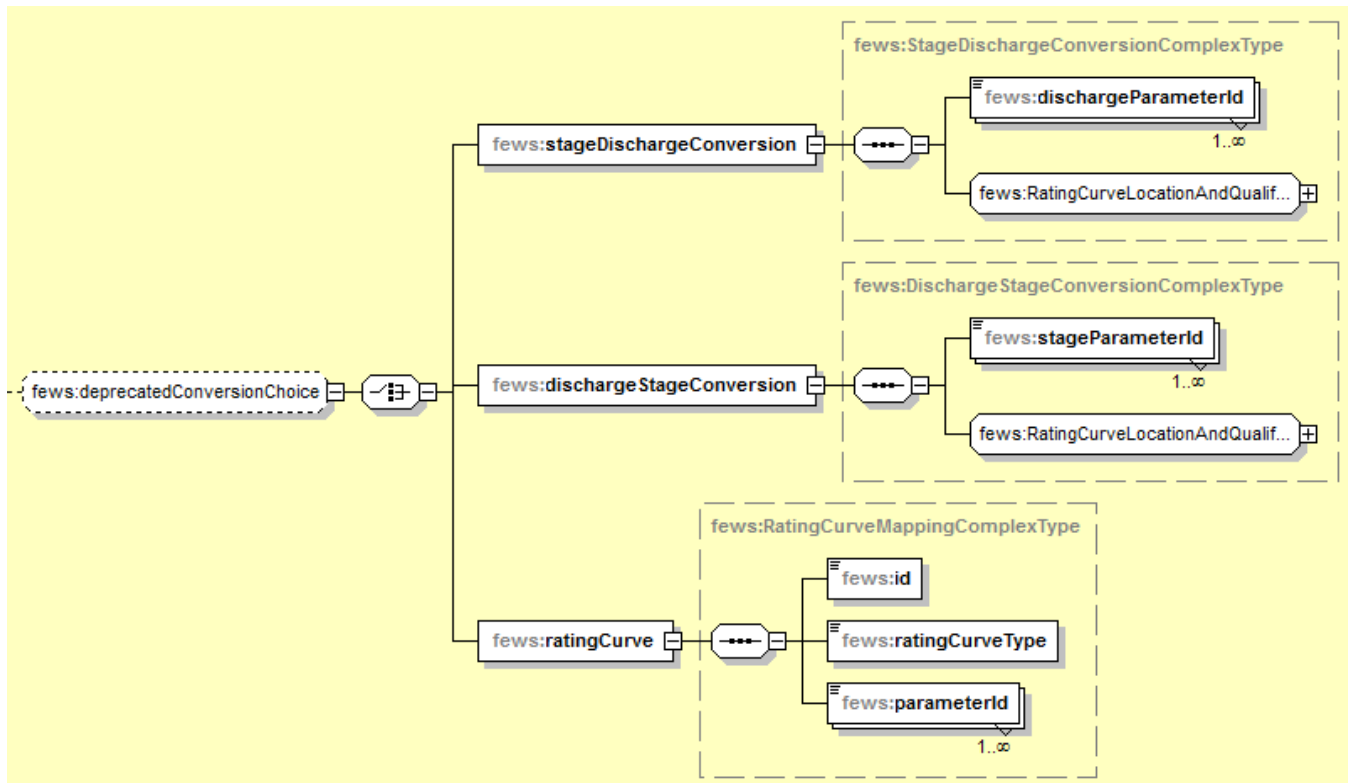 fews:StageDischargeConversionComplexType
fews:dischargeParameterId
1..∞
fews:stageDischargeConversion
fews:RatingCurveLocationAndQualif...
fews:DischargeStageConversionComplexType
fews:stageParameterId
1..∞
fews:deprecatedConversionChoice
fews:dischargeStageConversion
fews:RatingCurveLocationAndQualif...
fews:RatingCurveMappingComplexType
fews:id
fews:ratingCurve
fews:ratingCurveType
fews:parameterId
1..∞